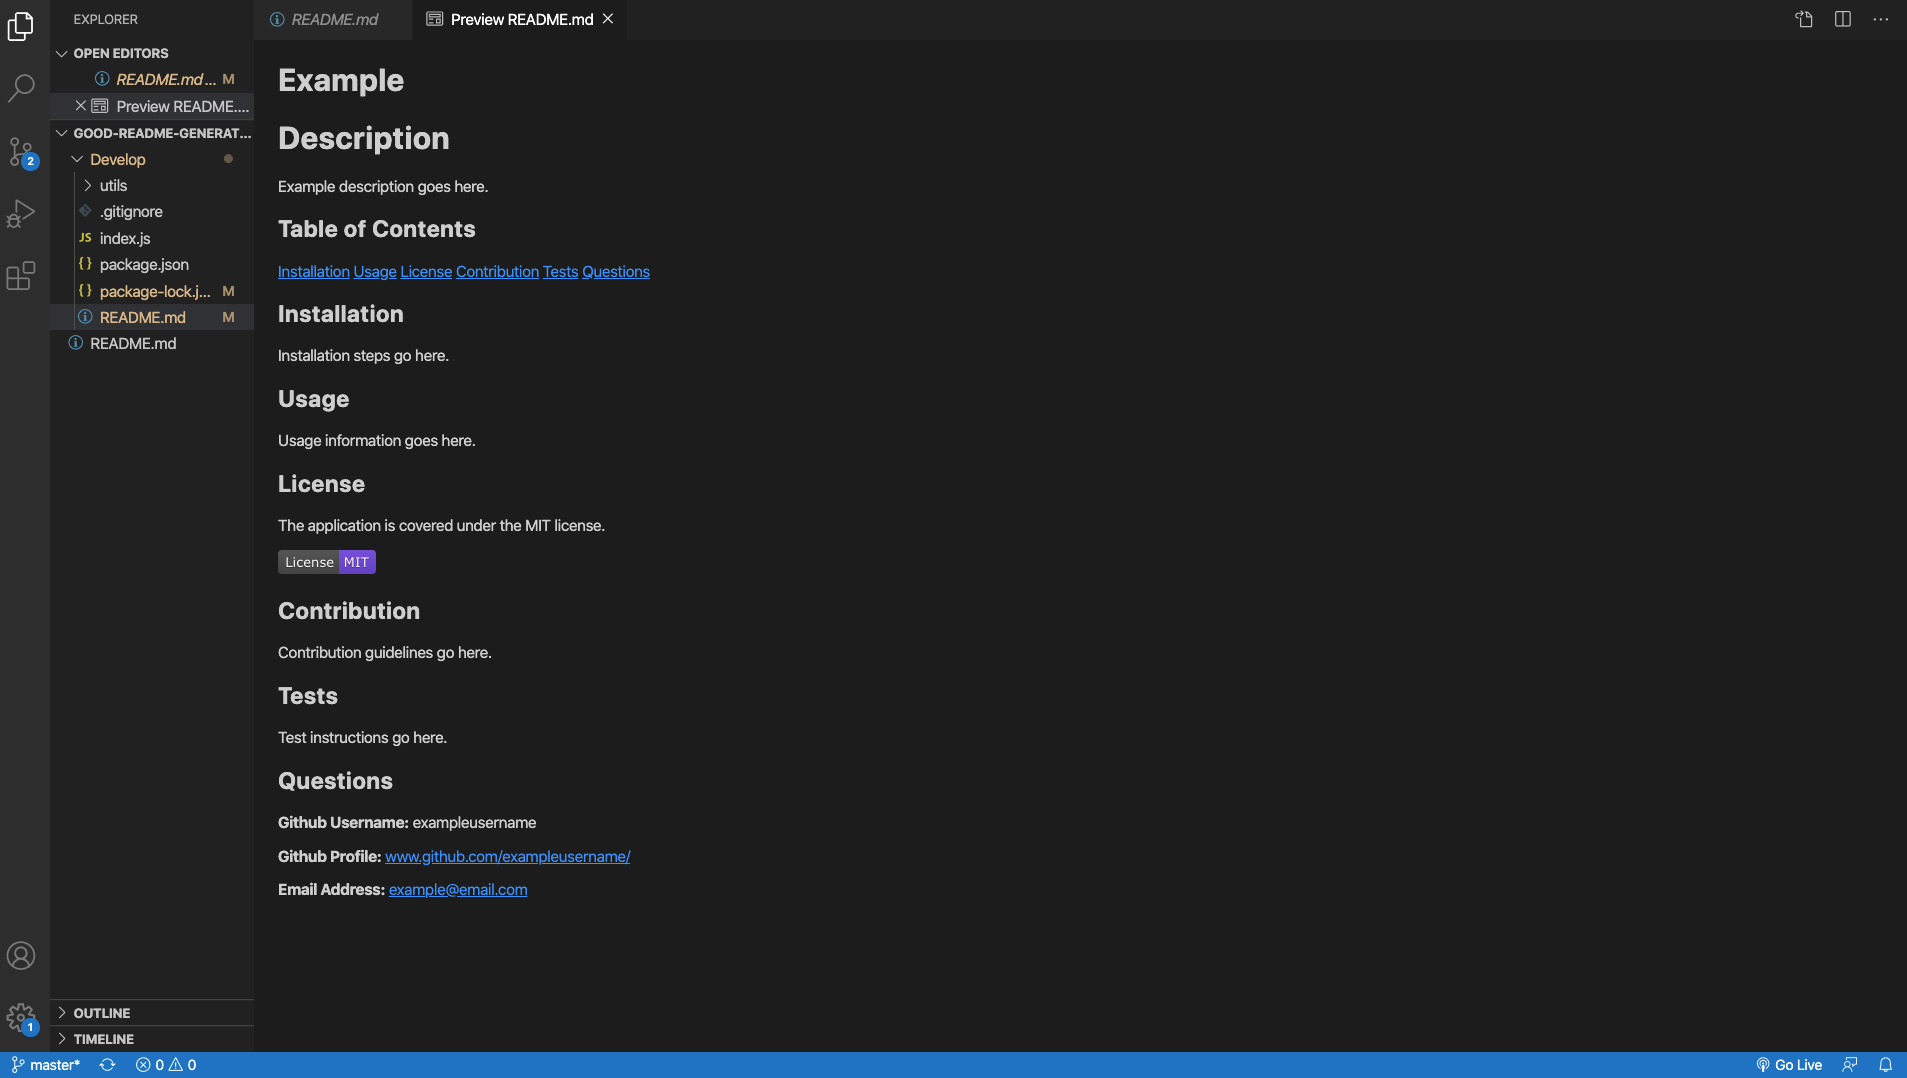 EXPLORER
OPEN EDITORS
README.md... M
Preview README....
GOOD-README-GENERAT...
Develop
utils
.gitignore
JS index.js
{} package.json
{} package-lock.j... M
README.md M
README.md
OUTLINE
TIMELINE
README.md
Preview README.md
Example
Description
Example description goes here.
Table of Contents
Installation Usage License Contribution Tests Questions
Installation
Installation steps go here.
Usage
Usage information goes here.
License
The application is covered under the MIT license.
License MIT
Contribution
Contribution guidelines go here.
Tests
Test instructions go here.
Questions
Github Username: exampleusername
Github Profile: www.github.com/exampleusername/
Email Address: example@email.com
2
1
master* 0 0 Go Live